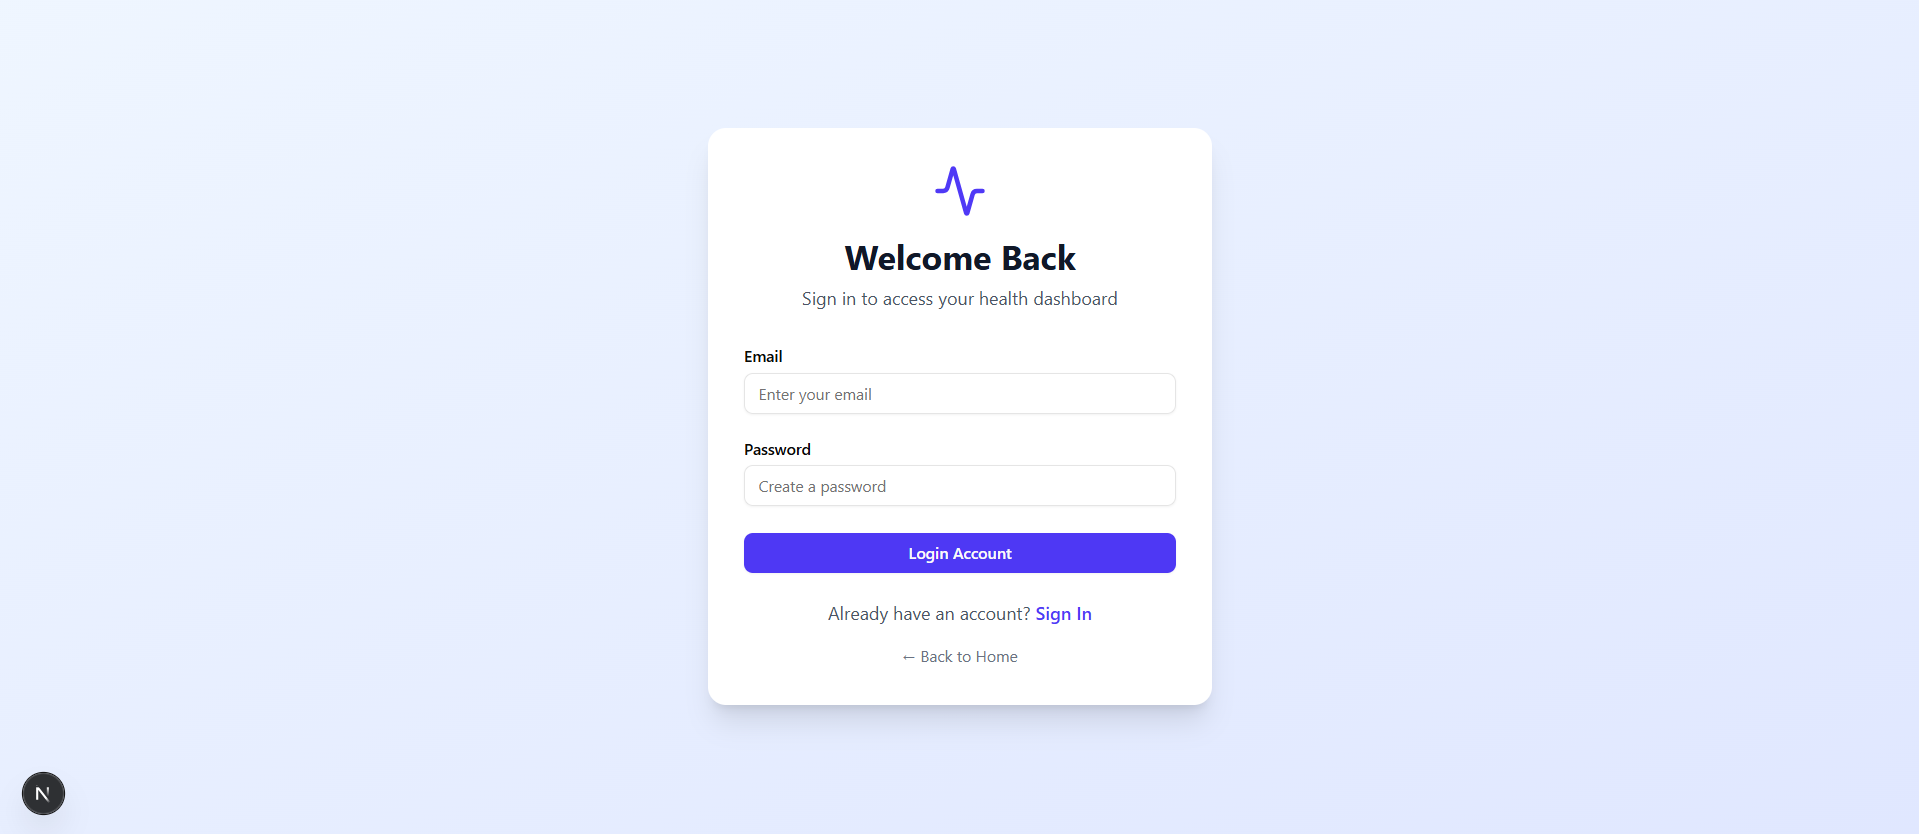 Welcome Back
Sign in to access your health dashboard
Email
Enter your email
Password
Create a password
Login Account
Already have an account? Sign In
← Back to Home
N